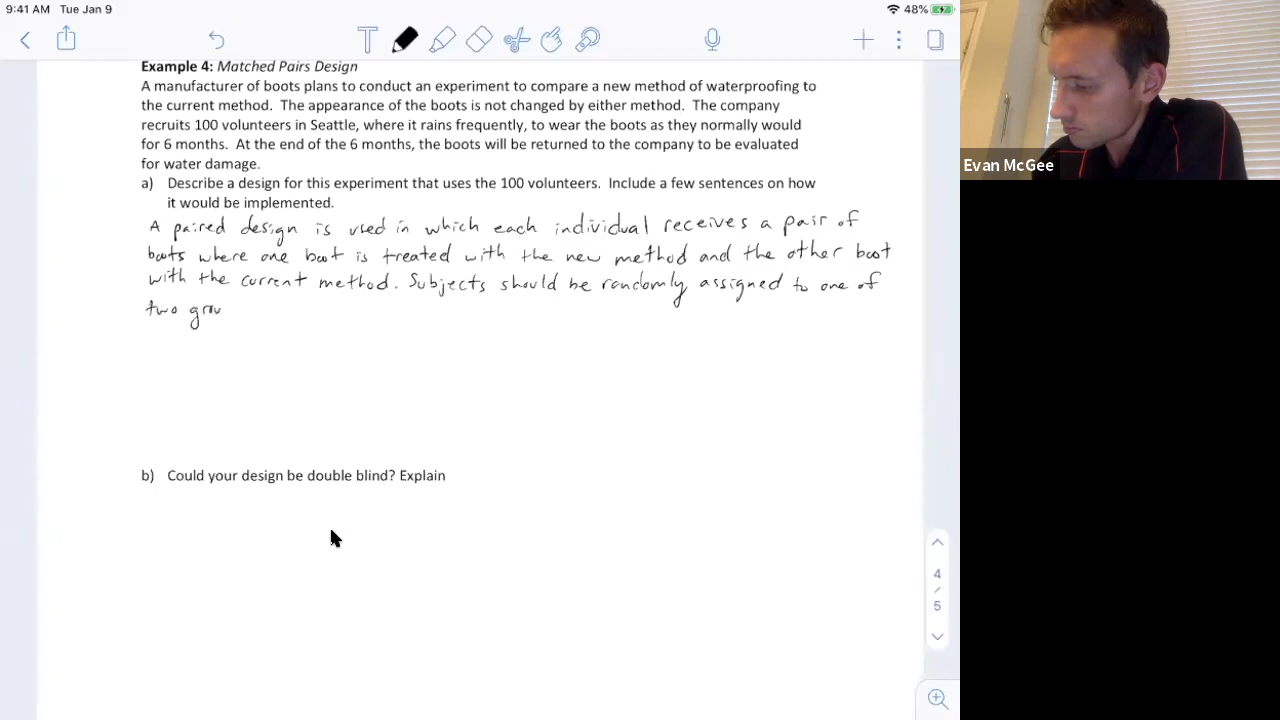 9:41 AM Tue Jan 9
48%
Example 4: Matched Pairs Design
A manufacturer of boots plans to conduct an experiment to compare a new method of waterproofing to
the current method. The appearance of the boots is not changed by either method. The company
recruits 100 volunteers in Seattle, where it rains frequently, to wear the boots as they normally would
for 6 months. At the end of the 6 months, the boots will be returned to the company to be evaluated
for water damage.
a) Describe a design for this experiment that uses the 100 volunteers. Include a few sentences on how
it would be implemented.
A paired design is used in which each individual receives a pair of
boots where one boot is treated with the new method and the other boot
with the current method. Subjects should be randomly assigned to one of
two grou
b) Could your design be double blind? Explain
4
/
5
Evan McGee